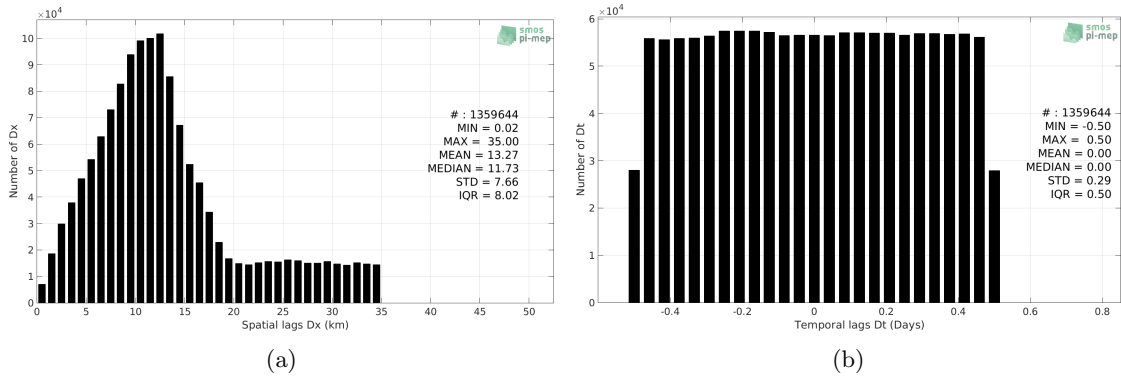 ×10⁴
10
9
8
7
6
5
4
3
2
1
0
Number of Dx
0 5 10 15 20 25 30 35 40 45 50
Spatial lags Dx (km)
smos
pi-mep
# : 1359644
MIN = 0.02
MAX = 35.00
MEAN = 13.27
MEDIAN = 11.73
STD = 7.66
IQR = 8.02
(a)
×10⁴
6
5
4
3
2
1
0
Number of Dt
-0.4 -0.2 0 0.2 0.4 0.6 0.8
Temporal lags Dt (Days)
smos
pi-mep
# : 1359644
MIN = -0.50
MAX = 0.50
MEAN = 0.00
MEDIAN = 0.00
STD = 0.29
IQR = 0.50
(b)